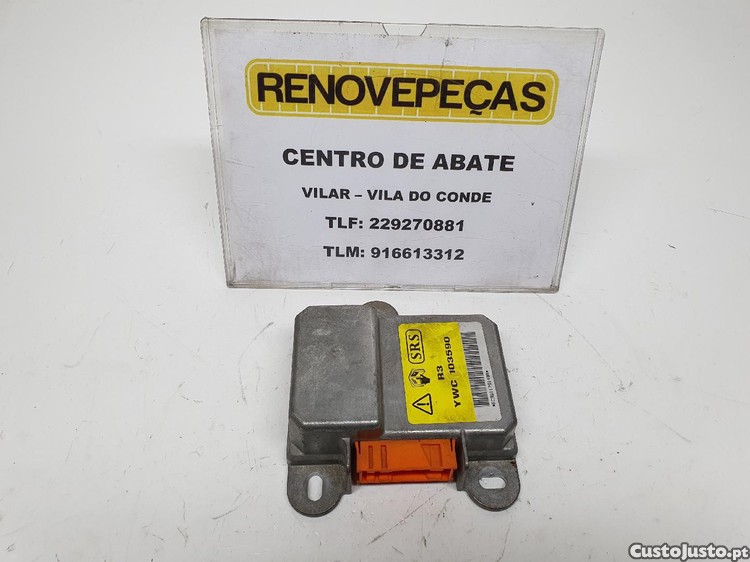 RENOVEPEÇAS
CENTRO DE ABATE
VILAR – VILA DO CONDE
TLF: 229270881
TLM: 916613312
SRS
R3
YWC 103590
CustoJusto.pt